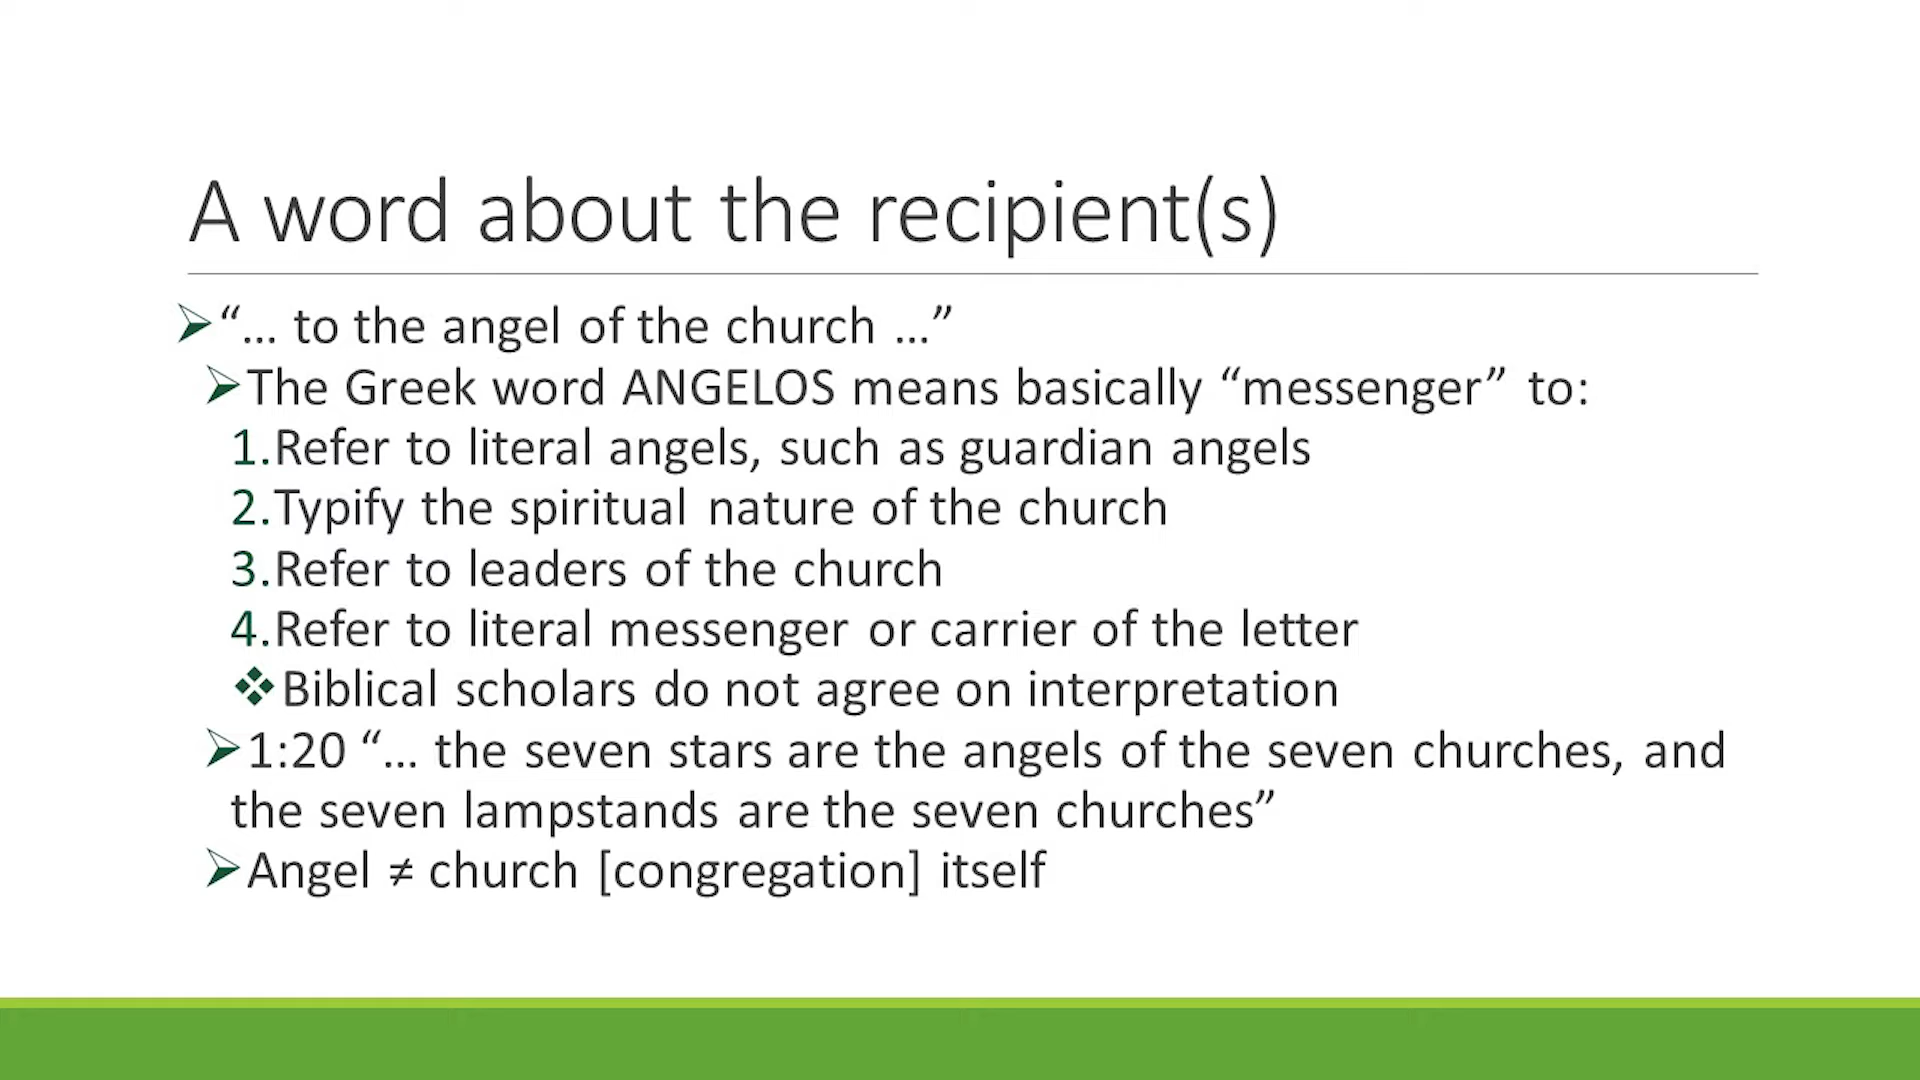 A word about the recipient(s)
➢“… to the angel of the church …”
➢The Greek word ANGELOS means basically “messenger” to:
1.Refer to literal angels, such as guardian angels
2.Typify the spiritual nature of the church
3.Refer to leaders of the church
4.Refer to literal messenger or carrier of the letter
❖Biblical scholars do not agree on interpretation
➢1:20 “… the seven stars are the angels of the seven churches, and
the seven lampstands are the seven churches”
➢Angel ≠ church [congregation] itself